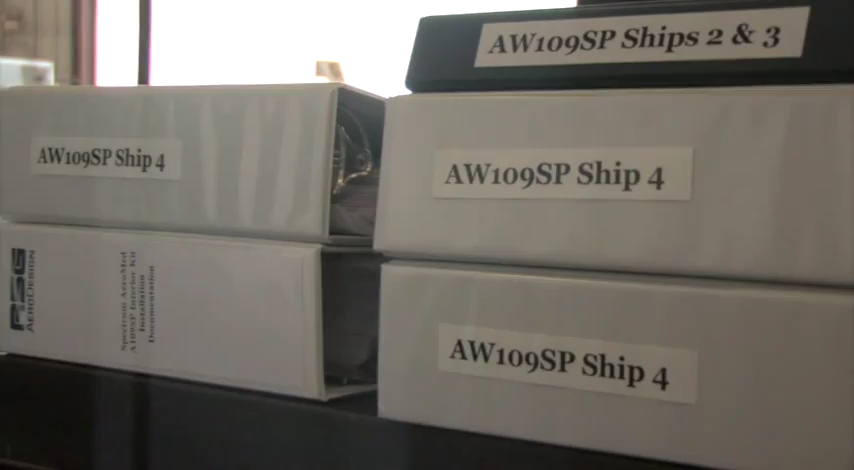 AW109SP Ships 2 & 3
AW109SP Ship 4
AW109SP Ship 4
AW109SP Ship 4
ASG
AERODESIGN
Spectrum AeroMed
A109SP Interior Kit
Installation
Documentation